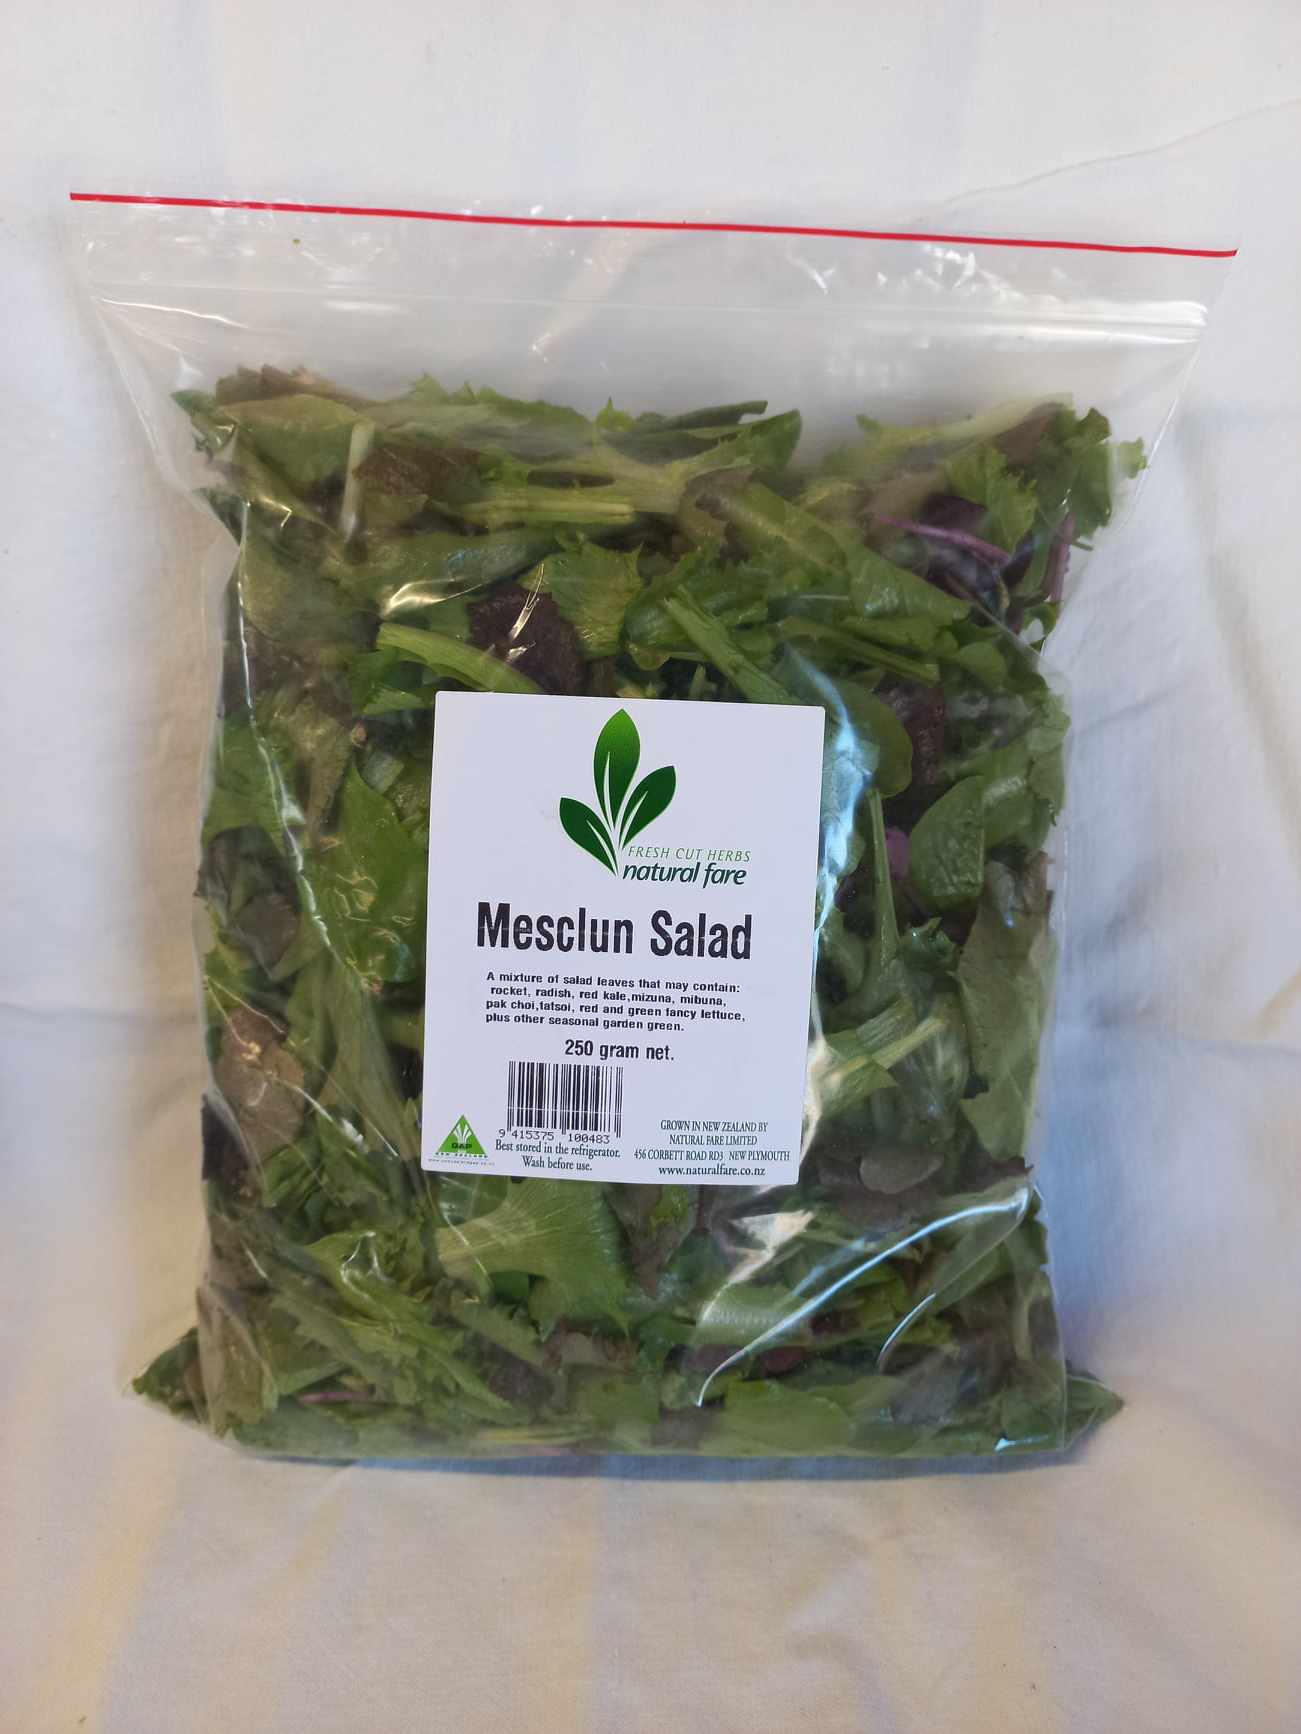 FRESH CUT HERBS
natural fare
Mesclun Salad
A mixture of salad leaves that may contain:
rocket, radish, red kale,mizuna, mibuna,
pak choi,tatsoi, red and green fancy lettuce,
plus other seasonal garden green.
250 gram net.
9 415375 100483
GAP
NEW ZEALAND
Best stored in the refrigerator.
Wash before use.
GROWN IN NEW ZEALAND BY
NATURAL FARE LIMITED
456 CORBETT ROAD RD3 NEW PLYMOUTH
www.naturalfare.co.nz